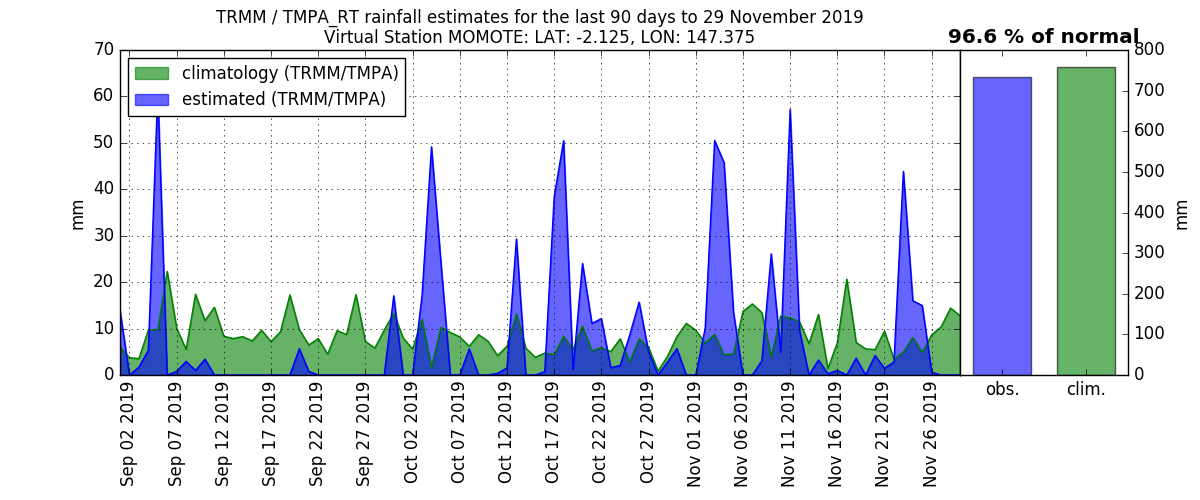 TRMM / TMPA_RT rainfall estimates for the last 90 days to 29 November 2019
Virtual Station MOMOTE: LAT: -2.125, LON: 147.375
96.6 % of normal
climatology (TRMM/TMPA)
estimated (TRMM/TMPA)
mm
70
60
50
40
30
20
10
0
Sep 02 2019
Sep 07 2019
Sep 12 2019
Sep 17 2019
Sep 22 2019
Sep 27 2019
Oct 02 2019
Oct 07 2019
Oct 12 2019
Oct 17 2019
Oct 22 2019
Oct 27 2019
Nov 01 2019
Nov 06 2019
Nov 11 2019
Nov 16 2019
Nov 21 2019
Nov 26 2019
obs.
clim.
800
700
600
500
400
300
200
100
0
mm